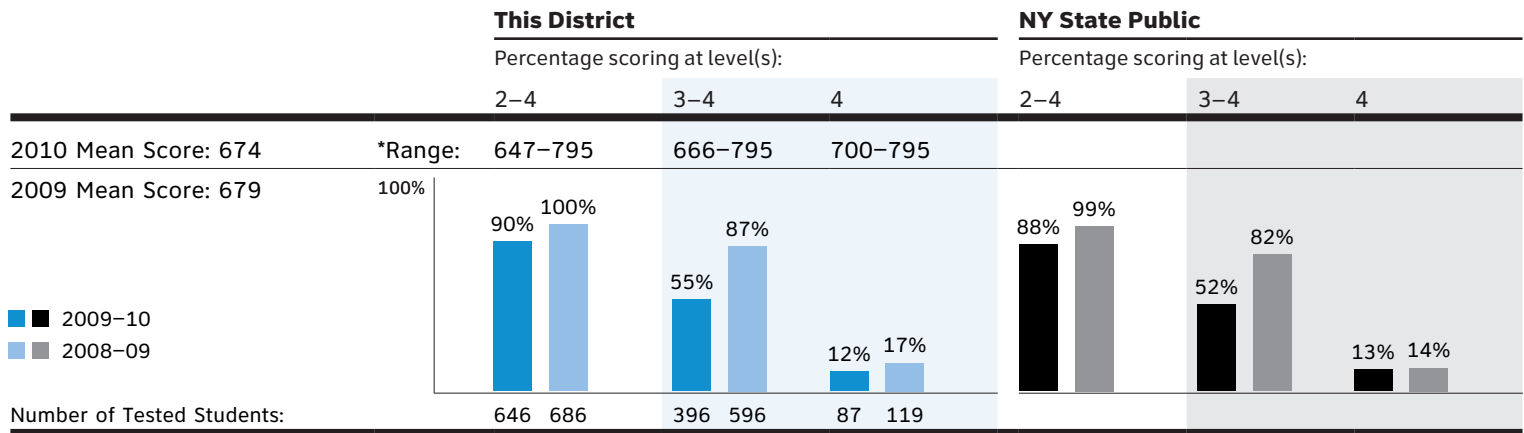 This District NY State Public
Percentage scoring at level(s): Percentage scoring at level(s):
2–4 3–4 4 2–4 3–4 4
2010 Mean Score: 674 *Range: 647–795 666–795 700–795
2009 Mean Score: 679 100%
90% 100% 55% 87% 12% 17% 88% 99% 52% 82% 13% 14%
2009–10
2008–09
Number of Tested Students: 646 686 396 596 87 119